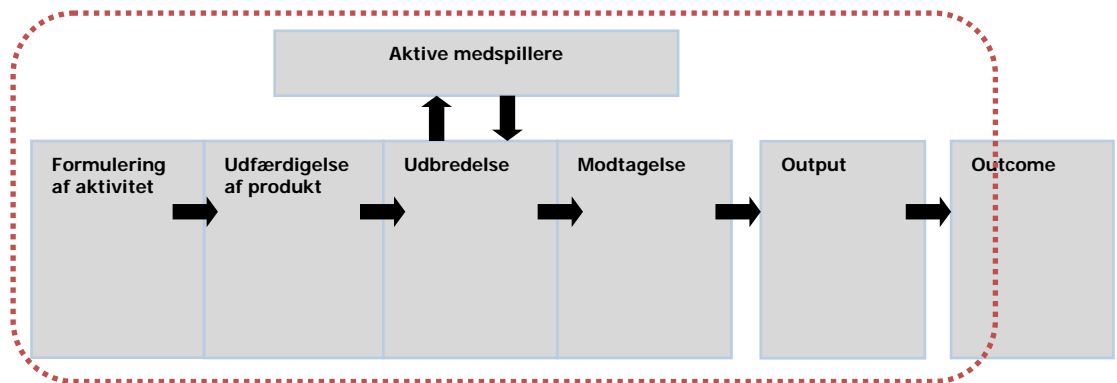 Aktive medspillere
Formulering
af aktivitet
Udfærdigelse
af produkt
Udbredelse
Modtagelse
Output
Outcome